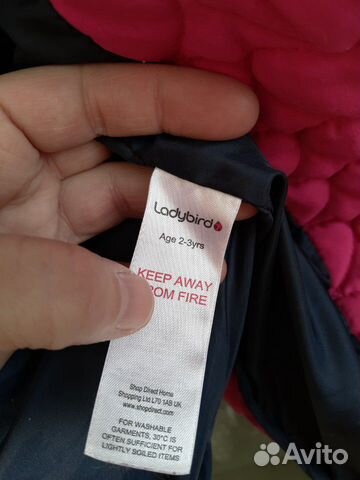 Ladybird
Age 2-3yrs
KEEP AWAY
FROM FIRE
Shop Direct Home
Shopping Ltd L70 1AB UK
www.shopdirect.com
FOR WASHABLE
GARMENTS, 30°C IS
OFTEN SUFFICIENT FOR
LIGHTLY SOILED ITEMS
Avito